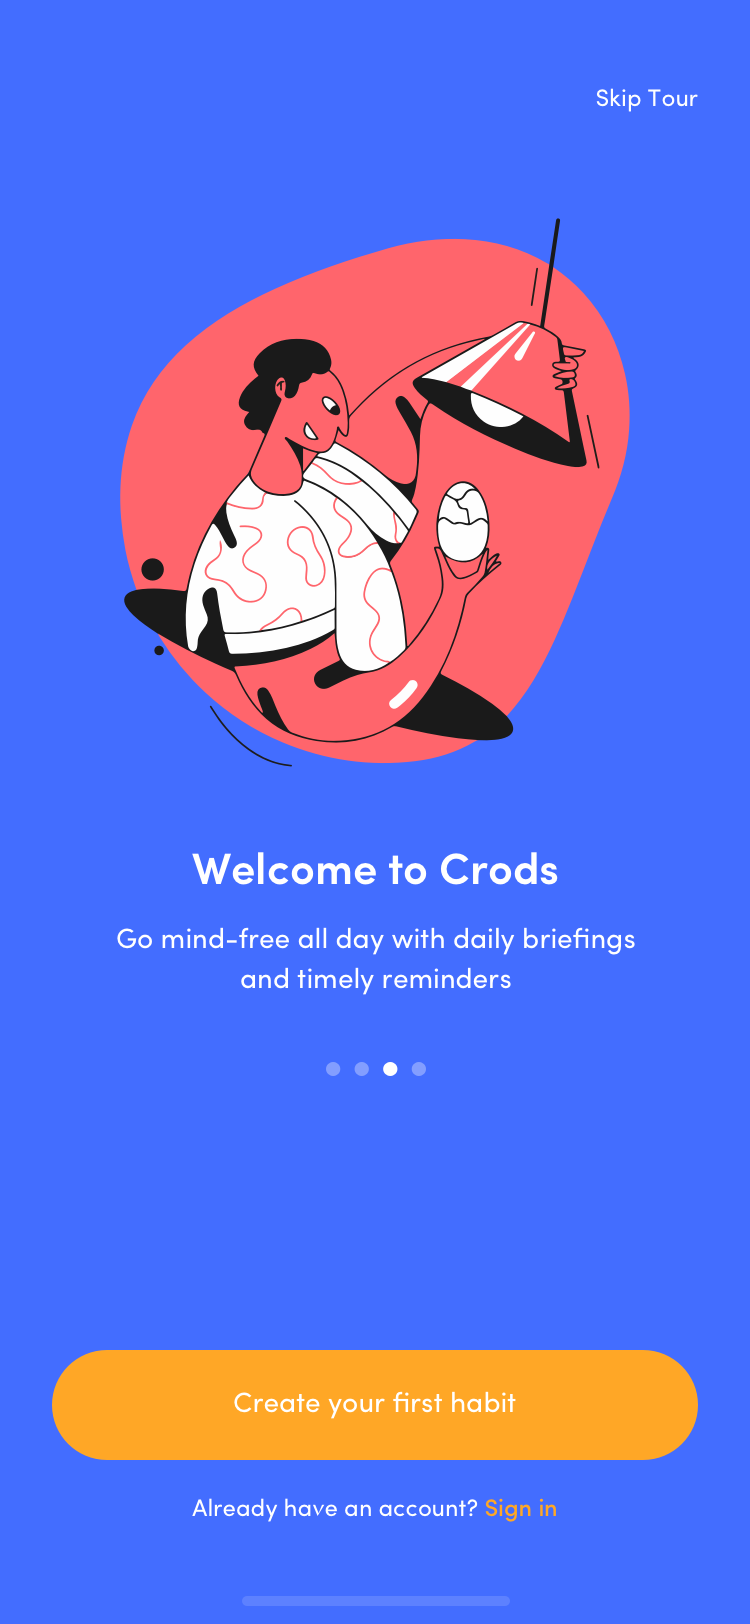 Skip Tour
Welcome to Crods
Go mind-free all day with daily briefings
and timely reminders
Create your first habit
Already have an account? Sign in